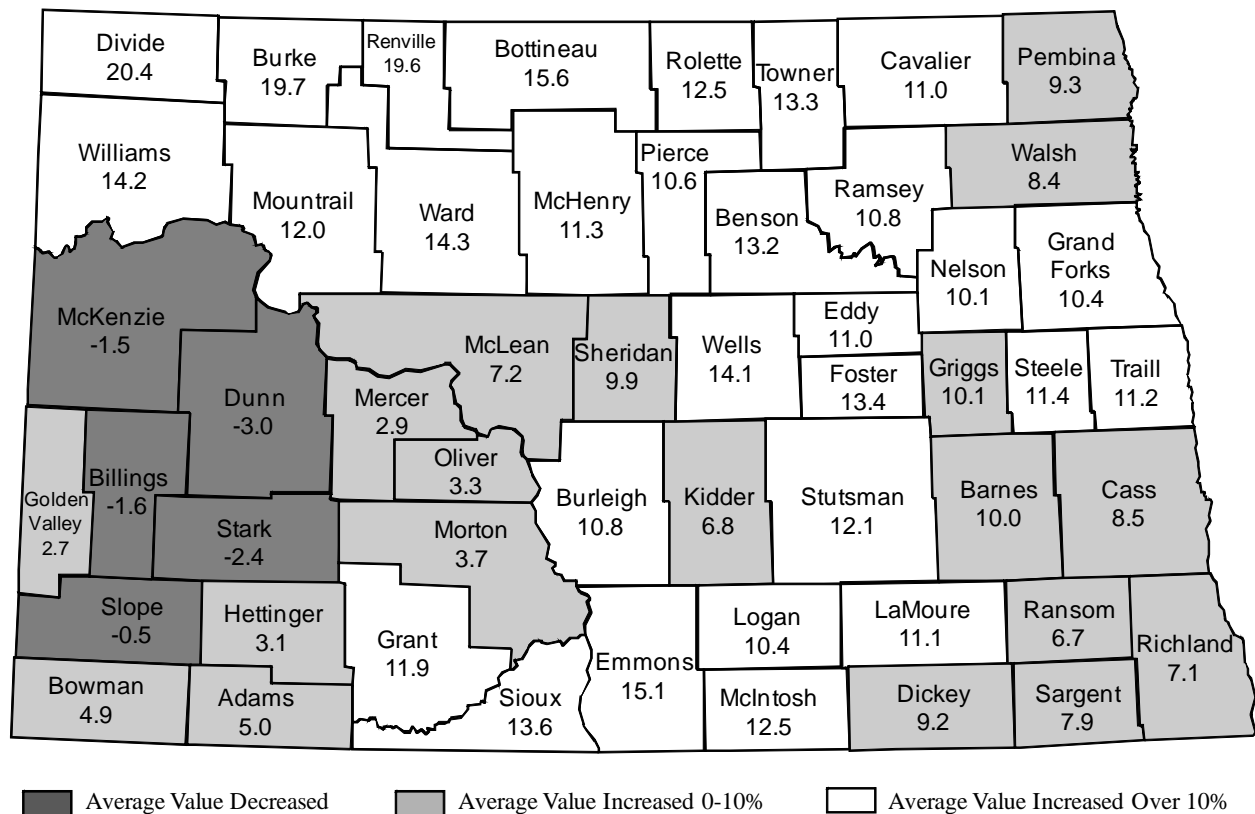 Divide
20.4
Burke
19.7
Renville
19.6
Bottineau
15.6
Rolette
12.5
Towner
13.3
Cavalier
11.0
Pembina
9.3
Williams
14.2
Mountrail
12.0
Ward
14.3
McHenry
11.3
Pierce
10.6
Benson
13.2
Ramsey
10.8
Walsh
8.4
Nelson
10.1
Grand
Forks
10.4
McKenzie
-1.5
Dunn
-3.0
McLean
7.2
Mercer
2.9
Oliver
3.3
Sheridan
9.9
Wells
14.1
Eddy
11.0
Foster
13.4
Griggs
10.1
Steele
11.4
Traill
11.2
Golden
Valley
2.7
Billings
-1.6
Stark
-2.4
Morton
3.7
Burleigh
10.8
Kidder
6.8
Stutsman
12.1
Barnes
10.0
Cass
8.5
Slope
-0.5
Hettinger
3.1
Grant
11.9
Bowman
4.9
Adams
5.0
Sioux
13.6
Emmons
15.1
Logan
10.4
McIntosh
12.5
LaMoure
11.1
Dickey
9.2
Ransom
6.7
Sargent
7.9
Richland
7.1
Average Value Decreased
Average Value Increased 0-10%
Average Value Increased Over 10%